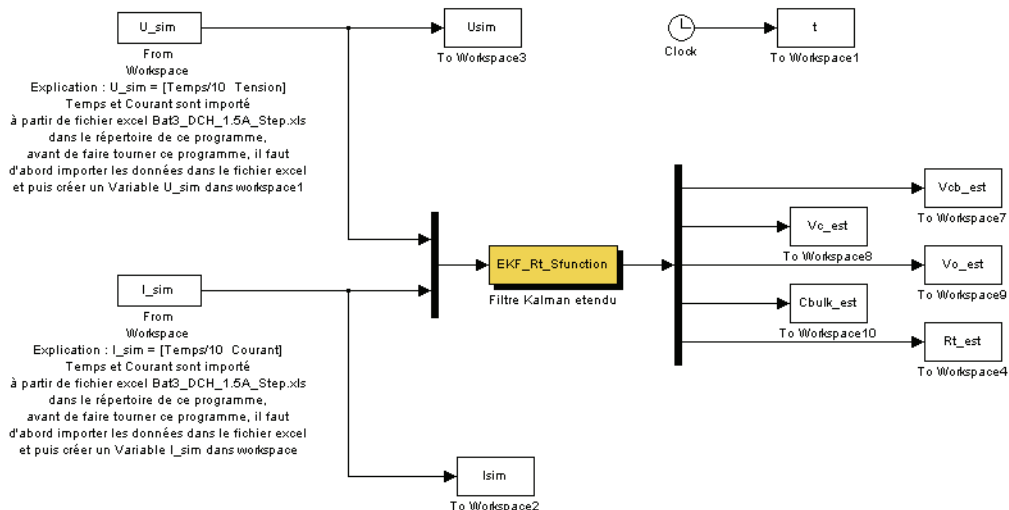 U_sim
From
Workspace
Explication : U_sim = [Temps/10 Tension]
Temps et Courant sont importé
à partir de fichier excel Bat3_DCH_1.5A_Step.xls
dans le répertoire de ce programme,
avant de faire tourner ce programme, il faut
d'abord importer les données dans le fichier excel
et puis créer un Variable U_sim dans workspace1
Usim
To Workspace3
Clock
t
To Workspace1
I_sim
From
Workspace
Explication : I_sim = [Temps/10 Courant]
Temps et Courant sont importé
à partir de fichier excel Bat3_DCH_1.5A_Step.xls
dans le répertoire de ce programme,
avant de faire tourner ce programme, il faut
d'abord importer les données dans le fichier excel
et puis créer un Variable I_sim dans workspace
EKF_Rt_Sfunction
Filtre Kalman etendu
Vcb_est
To Workspace7
Vc_est
To Workspace8
Vo_est
To Workspace9
Cbulk_est
To Workspace10
Rt_est
To Workspace4
Isim
To Workspace2